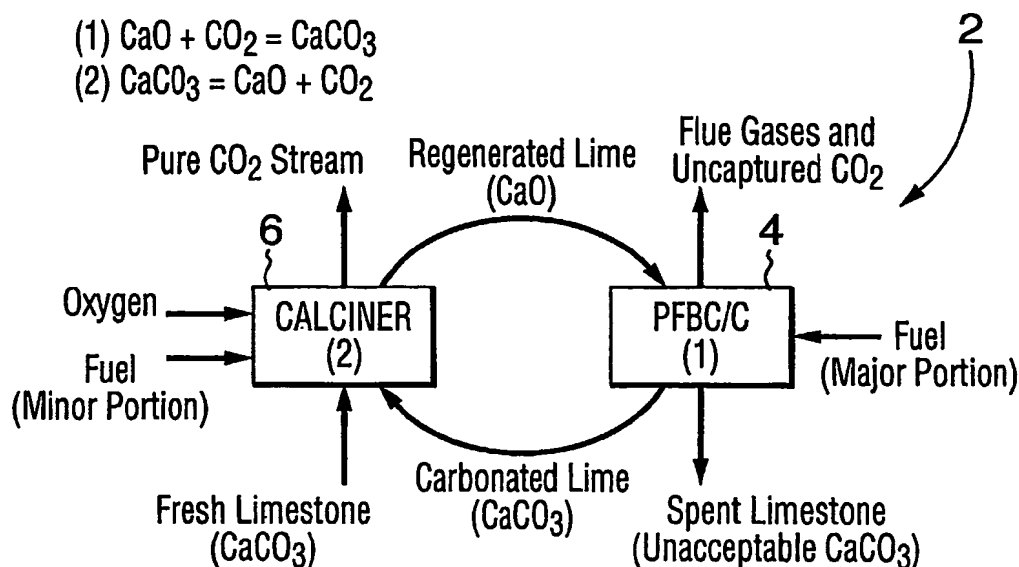 (1) CaO + CO₂ = CaCO₃
(2) CaCO₃ = CaO + CO₂
2
Pure CO₂ Stream
Regenerated Lime
(CaO)
Flue Gases and
Uncaptured CO₂
6
4
Oxygen
Fuel
(Minor Portion)
CALCINER
(2)
PFBC/C
(1)
Fuel
(Major Portion)
Fresh Limestone
(CaCO₃)
Carbonated Lime
(CaCO₃)
Spent Limestone
(Unacceptable CaCO₃)